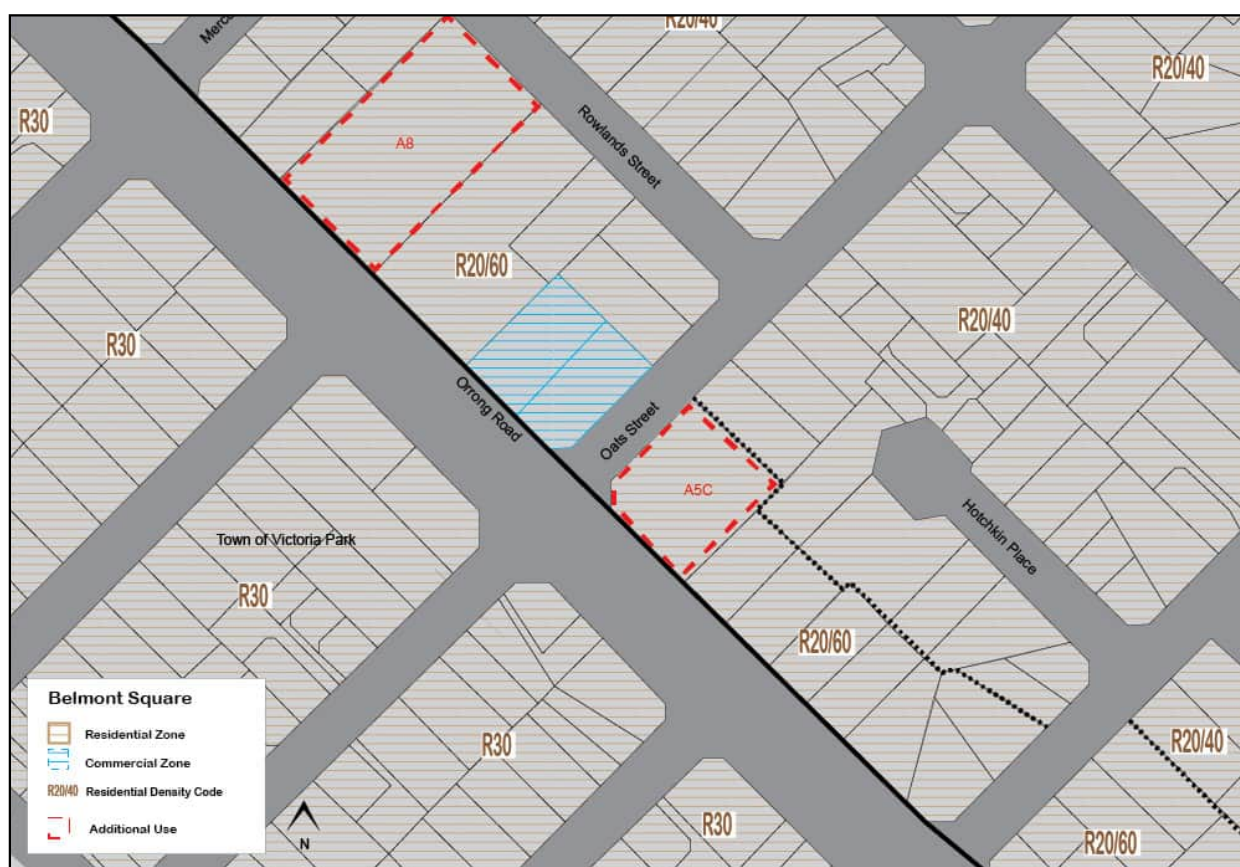 R20/40
R20/40
R30
A8
Rowlands Street
R20/60
R20/40
R30
Orrong Road
Oats Street
A5C
Town of Victoria Park
Hotchkin Place
R30
R20/60
R30
R20/40
R30
R20/60
Belmont Square
Residential Zone
Commercial Zone
R20/40 Residential Density Code
Additional Use
N